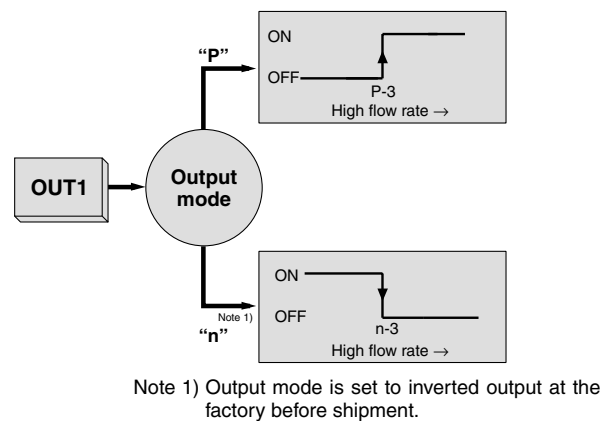 ON
“P”
OFF
P-3
High flow rate →
OUT1
Output
mode
ON
Note 1)
OFF
“n”
n-3
High flow rate →
Note 1) Output mode is set to inverted output at the
factory before shipment.